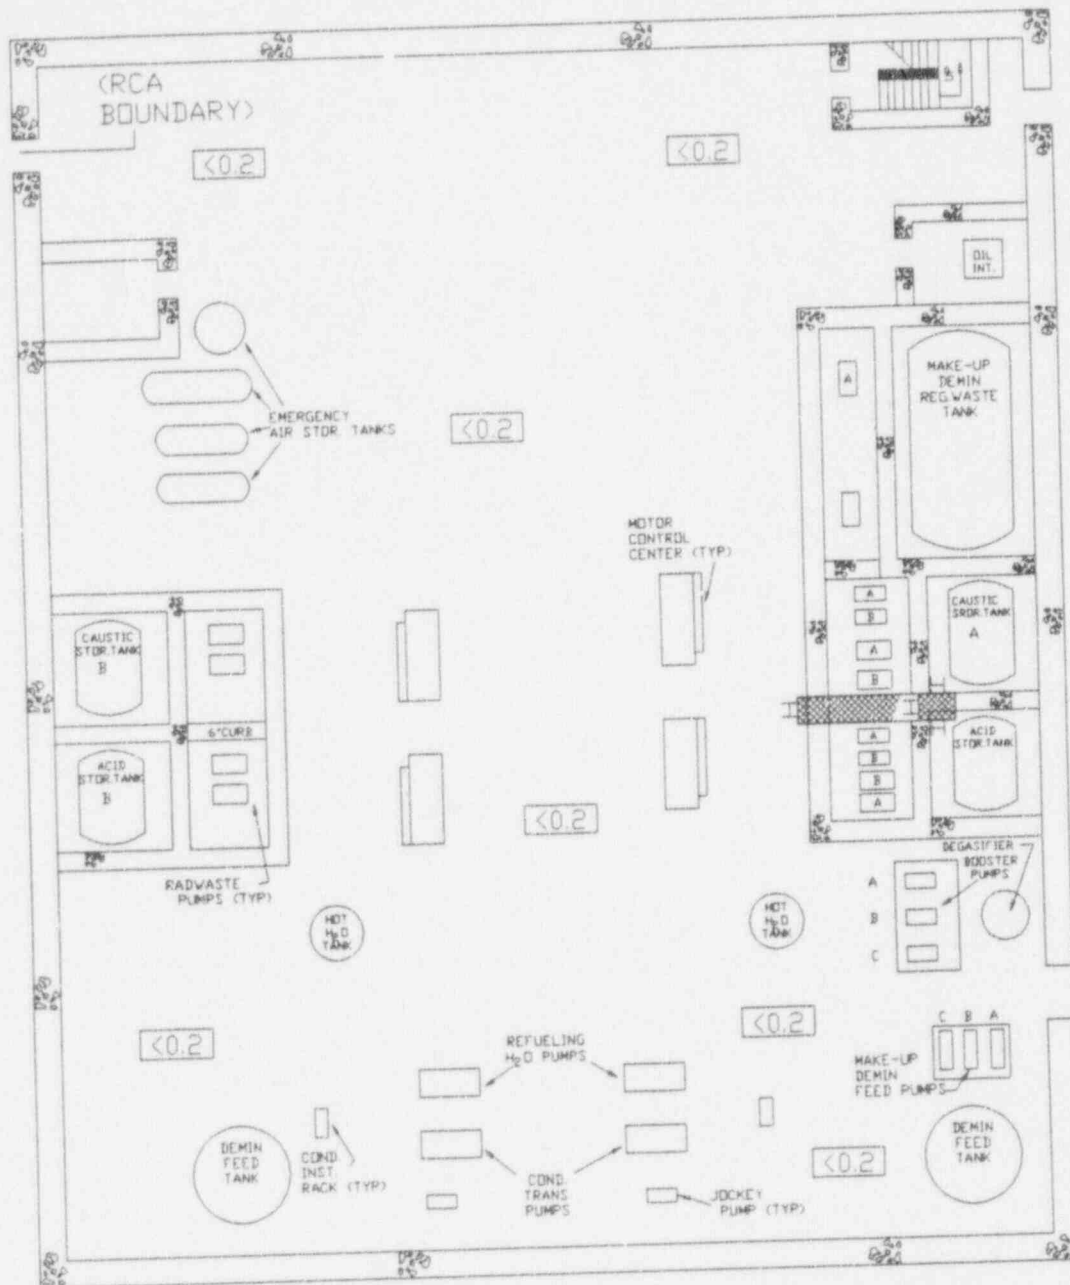 (RCA
BOUNDARY)
<0.2
<0.2
OIL
INT.
A
MAKE-UP
DEMIN
REG.WASTE
TANK
EMERGENCY
AIR STOR. TANKS
<0.2
MOTOR
CONTROL
CENTER (TYP)
A
B
A
B
CAUSTIC
TANK
A
CAUSTIC
STOR.TANK
B
6"CURB
ACID
STOR.TANK
B
A
B
B
A
ACID
STOR.TANK
<0.2
RADWASTE
PUMPS (TYP)
DEGASIFIER
BOOSTER
PUMPS
A
B
C
HOT
H2O
TANK
HOT
H2O
TANK
<0.2
<0.2
REFUELING
H2O PUMPS
C B A
MAKE-UP
DEMIN
FEED PUMPS
DEMIN
FEED
TANK
COND.
INST.
RACK (TYP)
COND.
TRANS
PUMPS
JOCKEY
PUMP (TYP)
<0.2
DEMIN
FEED
TANK